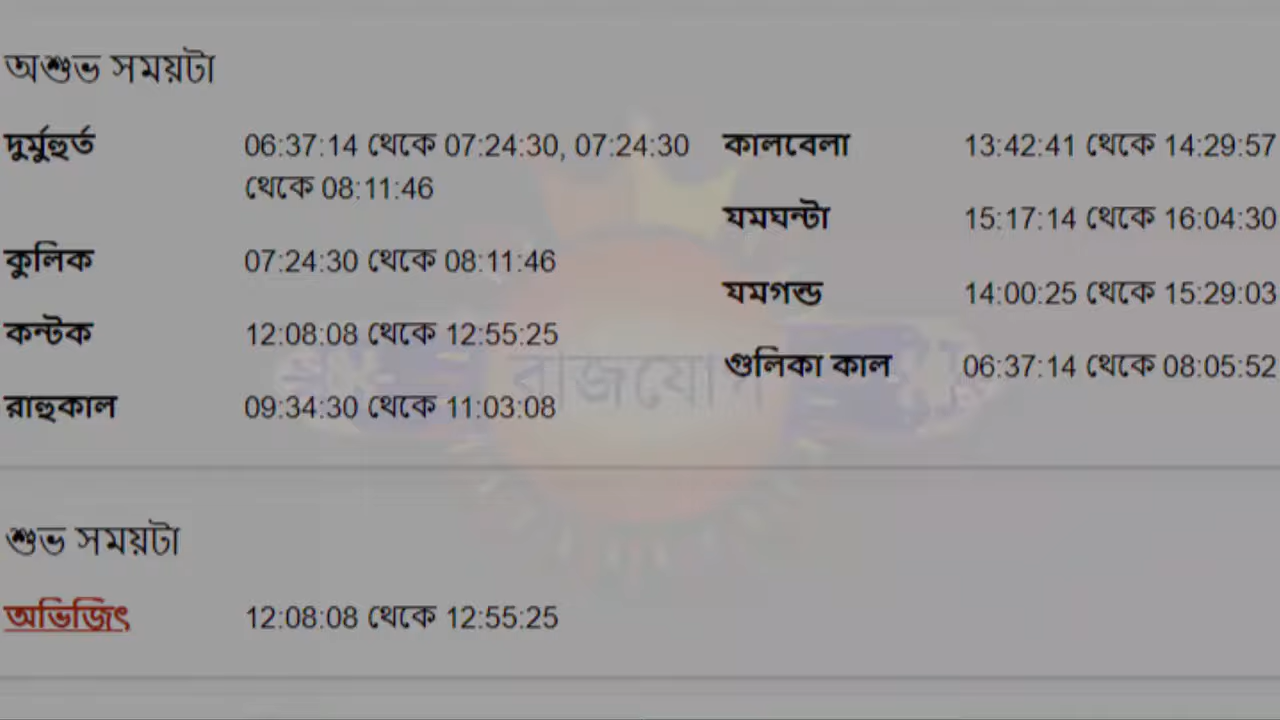 অশুভ সময়টা
দুর্মুহুর্ত 06:37:14 থেকে 07:24:30, 07:24:30
থেকে 08:11:46
কুলিক 07:24:30 থেকে 08:11:46
কন্টক 12:08:08 থেকে 12:55:25
রাহুকাল 09:34:30 থেকে 11:03:08
কালবেলা 13:42:41 থেকে 14:29:57
যমঘন্টা 15:17:14 থেকে 16:04:30
যমগন্ড 14:00:25 থেকে 15:29:03
গুলিকা কাল 06:37:14 থেকে 08:05:52
রাজযোগ
শুভ সময়টা
অভিজিৎ 12:08:08 থেকে 12:55:25